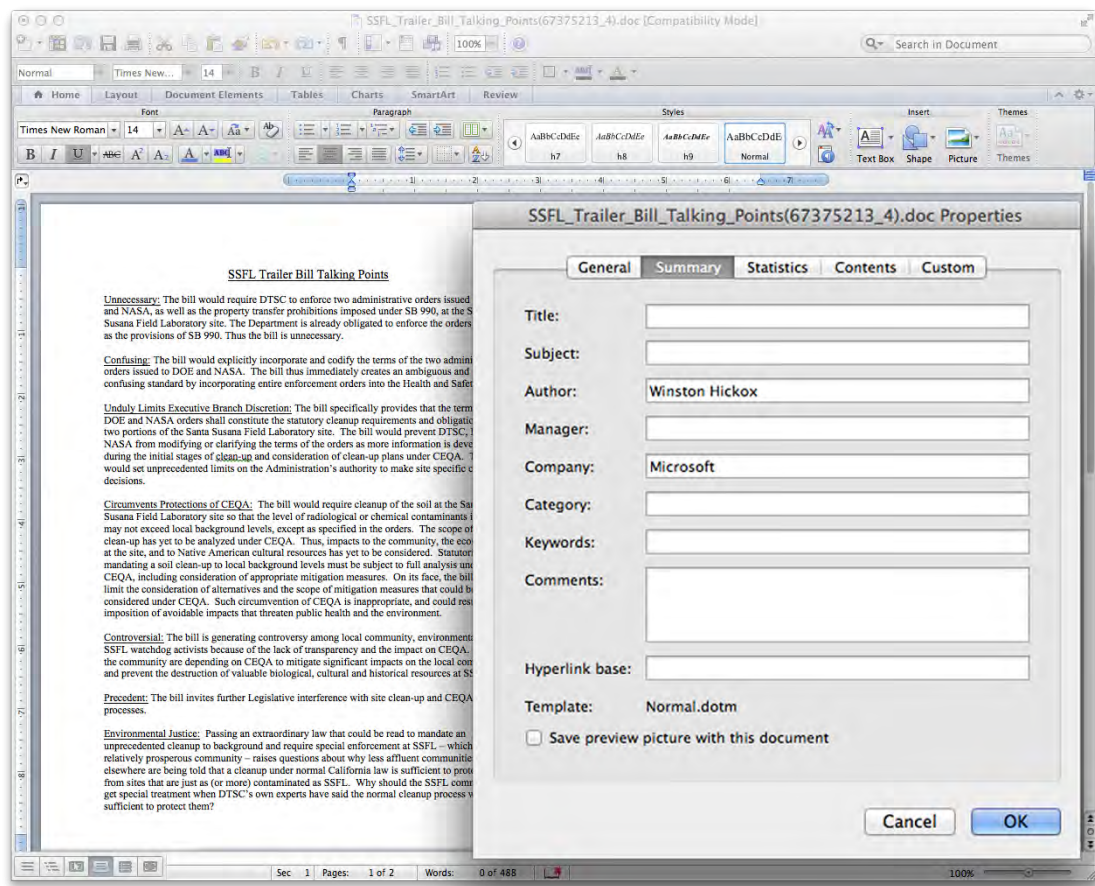 SSFL_Trailer_Bill_Talking_Points(67375213_4).doc [Compatibility Mode]
100%
Search in Document
Normal Times New... 14 B I U
Home Layout Document Elements Tables Charts SmartArt Review
Font Paragraph Styles Insert Themes
Times New Roman 14 A A Aa Ab
AaBbCcDdEe AaBbCcDdEe AaBbCcDdEe AaBbCcDdE
B I U ABC A² A₂ A ABC
h7 h8 h9 Normal Text Box Shape Picture Themes
1 2 3 4 5 6 7
SSFL_Trailer_Bill_Talking_Points(67375213_4).doc Properties
General Summary Statistics Contents Custom
Title:
Subject:
Author: Winston Hickox
Manager:
Company: Microsoft
Category:
Keywords:
Comments:
Hyperlink base:
Template: Normal.dotm
Save preview picture with this document
Cancel OK
SSFL Trailer Bill Talking Points
Unnecessary: The bill would require DTSC to enforce two administrative orders issued
and NASA, as well as the property transfer prohibitions imposed under SB 990, at the S
Susana Field Laboratory site. The Department is already obligated to enforce the orders
as the provisions of SB 990. Thus the bill is unnecessary.
Confusing: The bill would explicitly incorporate and codify the terms of the two admini
orders issued to DOE and NASA. The bill thus immediately creates an ambiguous and
confusing standard by incorporating entire enforcement orders into the Health and Safet
Unduly Limits Executive Branch Discretion: The bill specifically provides that the term
DOE and NASA orders shall constitute the statutory cleanup requirements and obligatio
two portions of the Santa Susana Field Laboratory site. The bill would prevent DTSC,
NASA from modifying or clarifying the terms of the orders as more information is deve
during the initial stages of clean-up and consideration of clean-up plans under CEQA. T
would set unprecedented limits on the Administration's authority to make site specific c
decisions.
Circumvents Protections of CEQA: The bill would require cleanup of the soil at the San
Susana Field Laboratory site so that the level of radiological or chemical contaminants i
may not exceed local background levels, except as specified in the orders. The scope of
clean-up has yet to be analyzed under CEQA. Thus, impacts to the community, the eco
at the site, and to Native American cultural resources has yet to be considered. Statutor
mandating a soil clean-up to local background levels must be subject to full analysis und
CEQA, including consideration of appropriate mitigation measures. On its face, the bill
limit the consideration of alternatives and the scope of mitigation measures that could b
considered under CEQA. Such circumvention of CEQA is inappropriate, and could resu
imposition of avoidable impacts that threaten public health and the environment.
Controversial: The bill is generating controversy among local community, environment
SSFL watchdog activists because of the lack of transparency and the impact on CEQA.
the community are depending on CEQA to mitigate significant impacts on the local com
and prevent the destruction of valuable biological, cultural and historical resources at SS
Precedent: The bill invites further Legislative interference with site clean-up and CEQA
processes.
Environmental Justice: Passing an extraordinary law that could be read to mandate an
unprecedented cleanup to background and require special enforcement at SSFL – which
relatively prosperous community – raises questions about why less affluent communitie
elsewhere are being told that a cleanup under normal California law is sufficient to prote
from sites that are just as (or more) contaminated as SSFL. Why should the SSFL comm
get special treatment when DTSC's own experts have said the normal cleanup process w
sufficient to protect them?
Sec 1 Pages: 1 of 2 Words: 0 of 488 100%